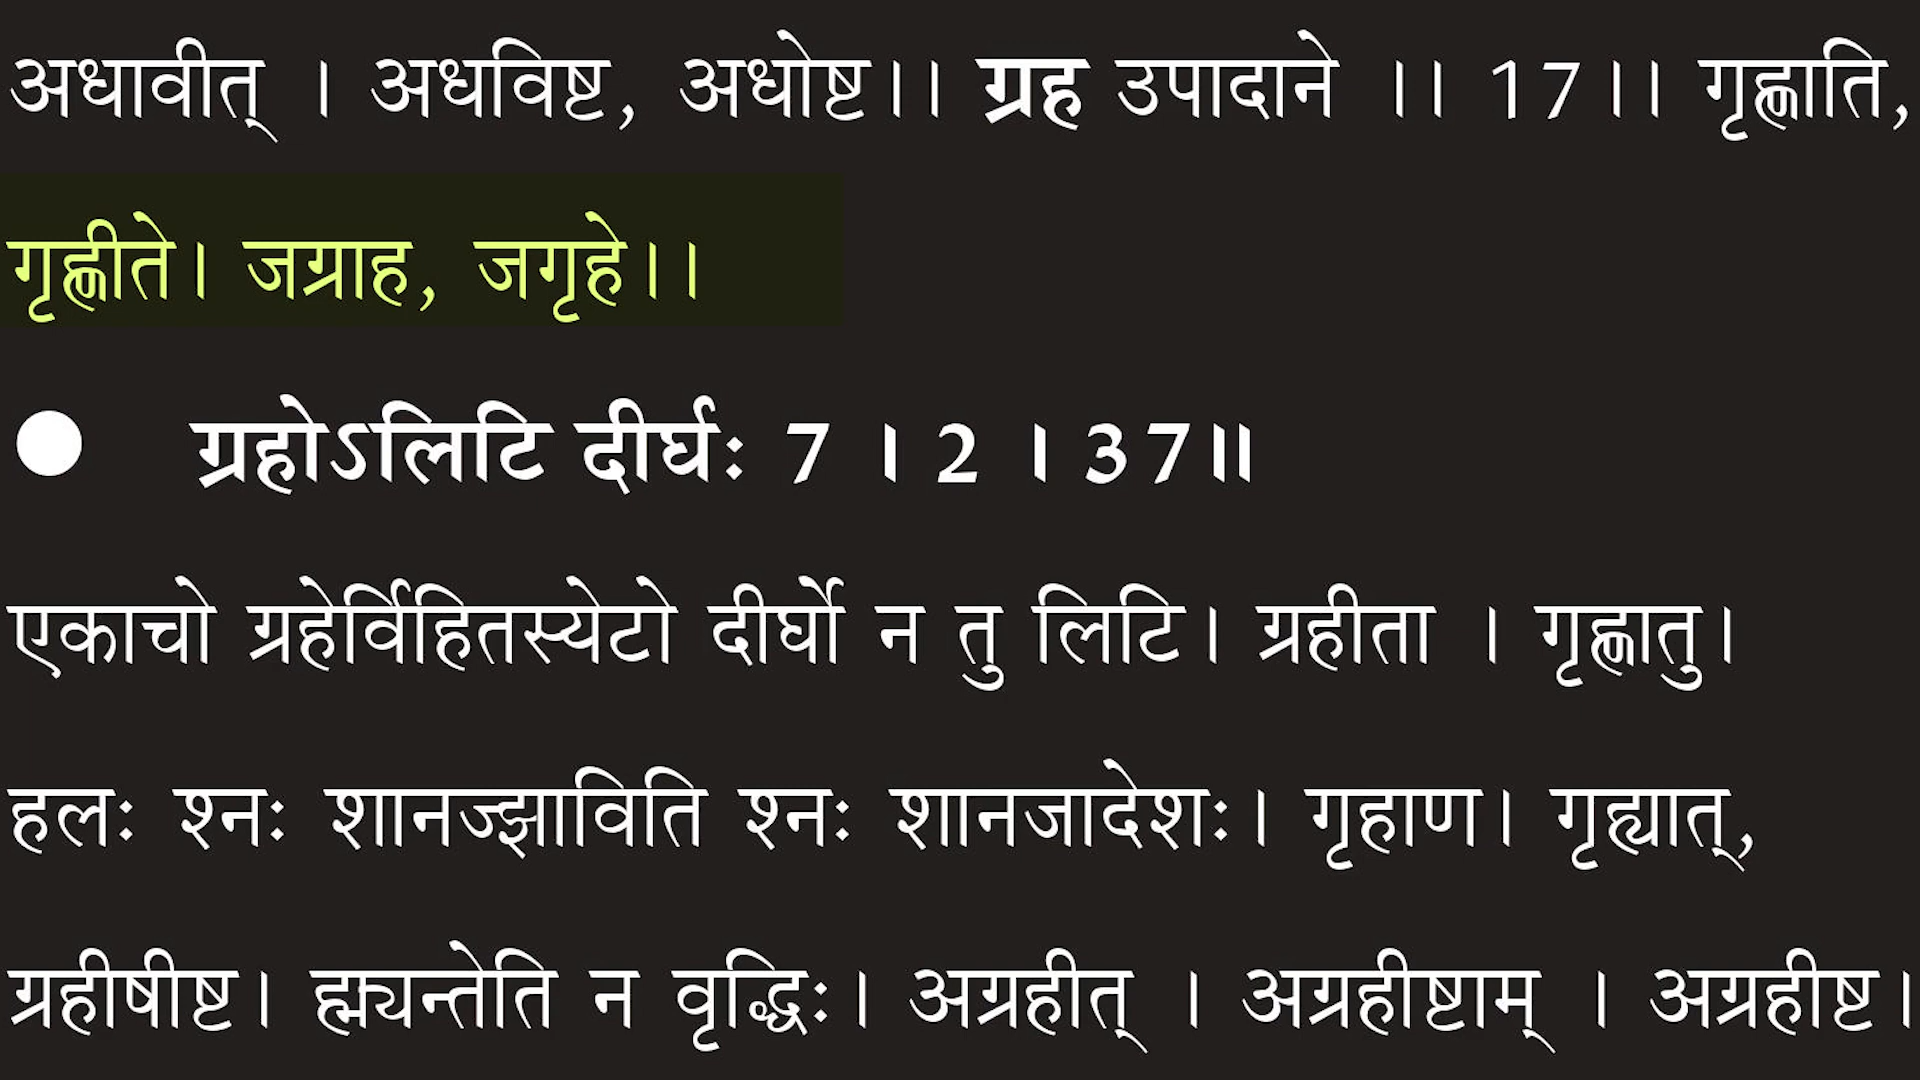 अधावीत् । अधविष्ट, अधोष्ट।। ग्रह उपादाने ।। 17।। गृह्णाति,
गृह्णीते। जग्राह, जगृहे।।
● ग्रहोऽलिटि दीर्घः 7 । 2 । 37॥
एकाचो ग्रहेर्विहितस्येटो दीर्घो न तु लिटि। ग्रहीता । गृह्णातु।
हलः श्नः शानज्झाविति श्नः शानजादेशः। गृहाण। गृह्यात्,
ग्रहीषीष्ट। ह्म्यन्तेति न वृद्धिः। अग्रहीत् । अग्रहीष्टाम् । अग्रहीष्ट।